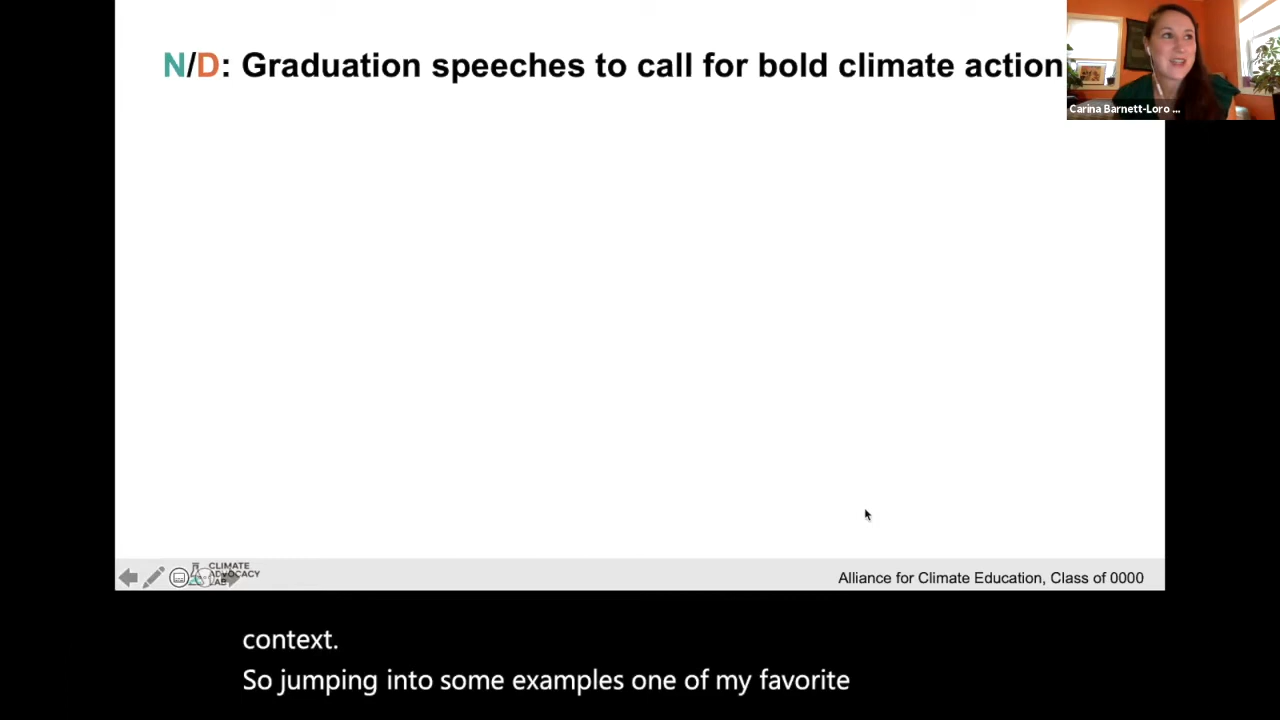 N/D: Graduation speeches to call for bold climate action
Carina Barnett-Loro ...
CLIMATE
ADVOCACY
LAB
Alliance for Climate Education, Class of 0000
context.
So jumping into some examples one of my favorite